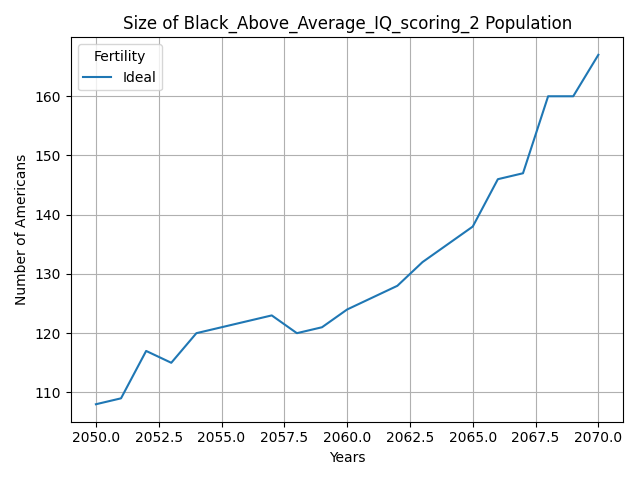 Size of Black_Above_Average_IQ_scoring_2 Population
Fertility
Ideal
Number of Americans
160
150
140
130
120
110
2050.0 2052.5 2055.0 2057.5 2060.0 2062.5 2065.0 2067.5 2070.0
Years